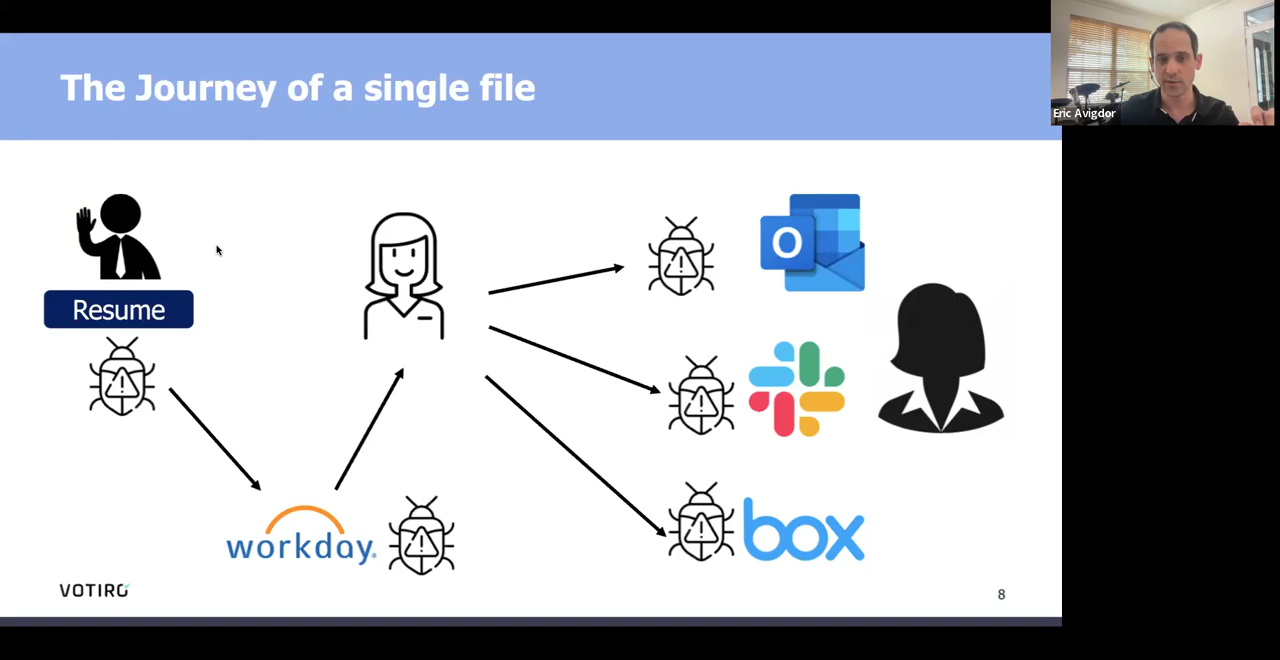 The Journey of a single file
Eric Avigdor
Resume
O
workday.
box
VOTIRO
8